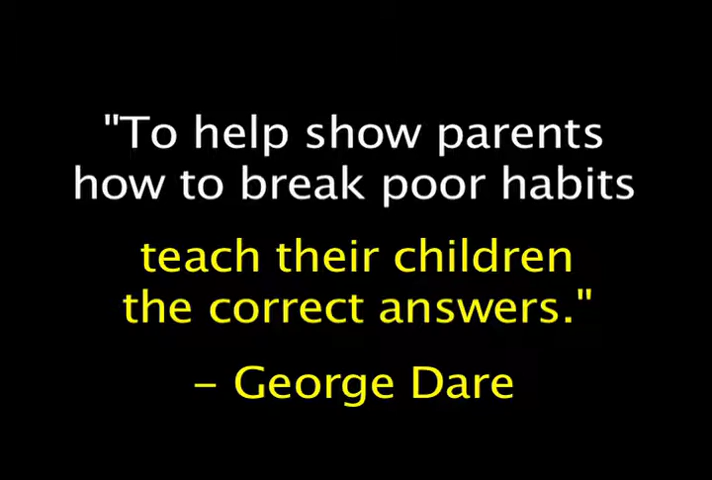 "To help show parents
how to break poor habits
teach their children
the correct answers."
– George Dare